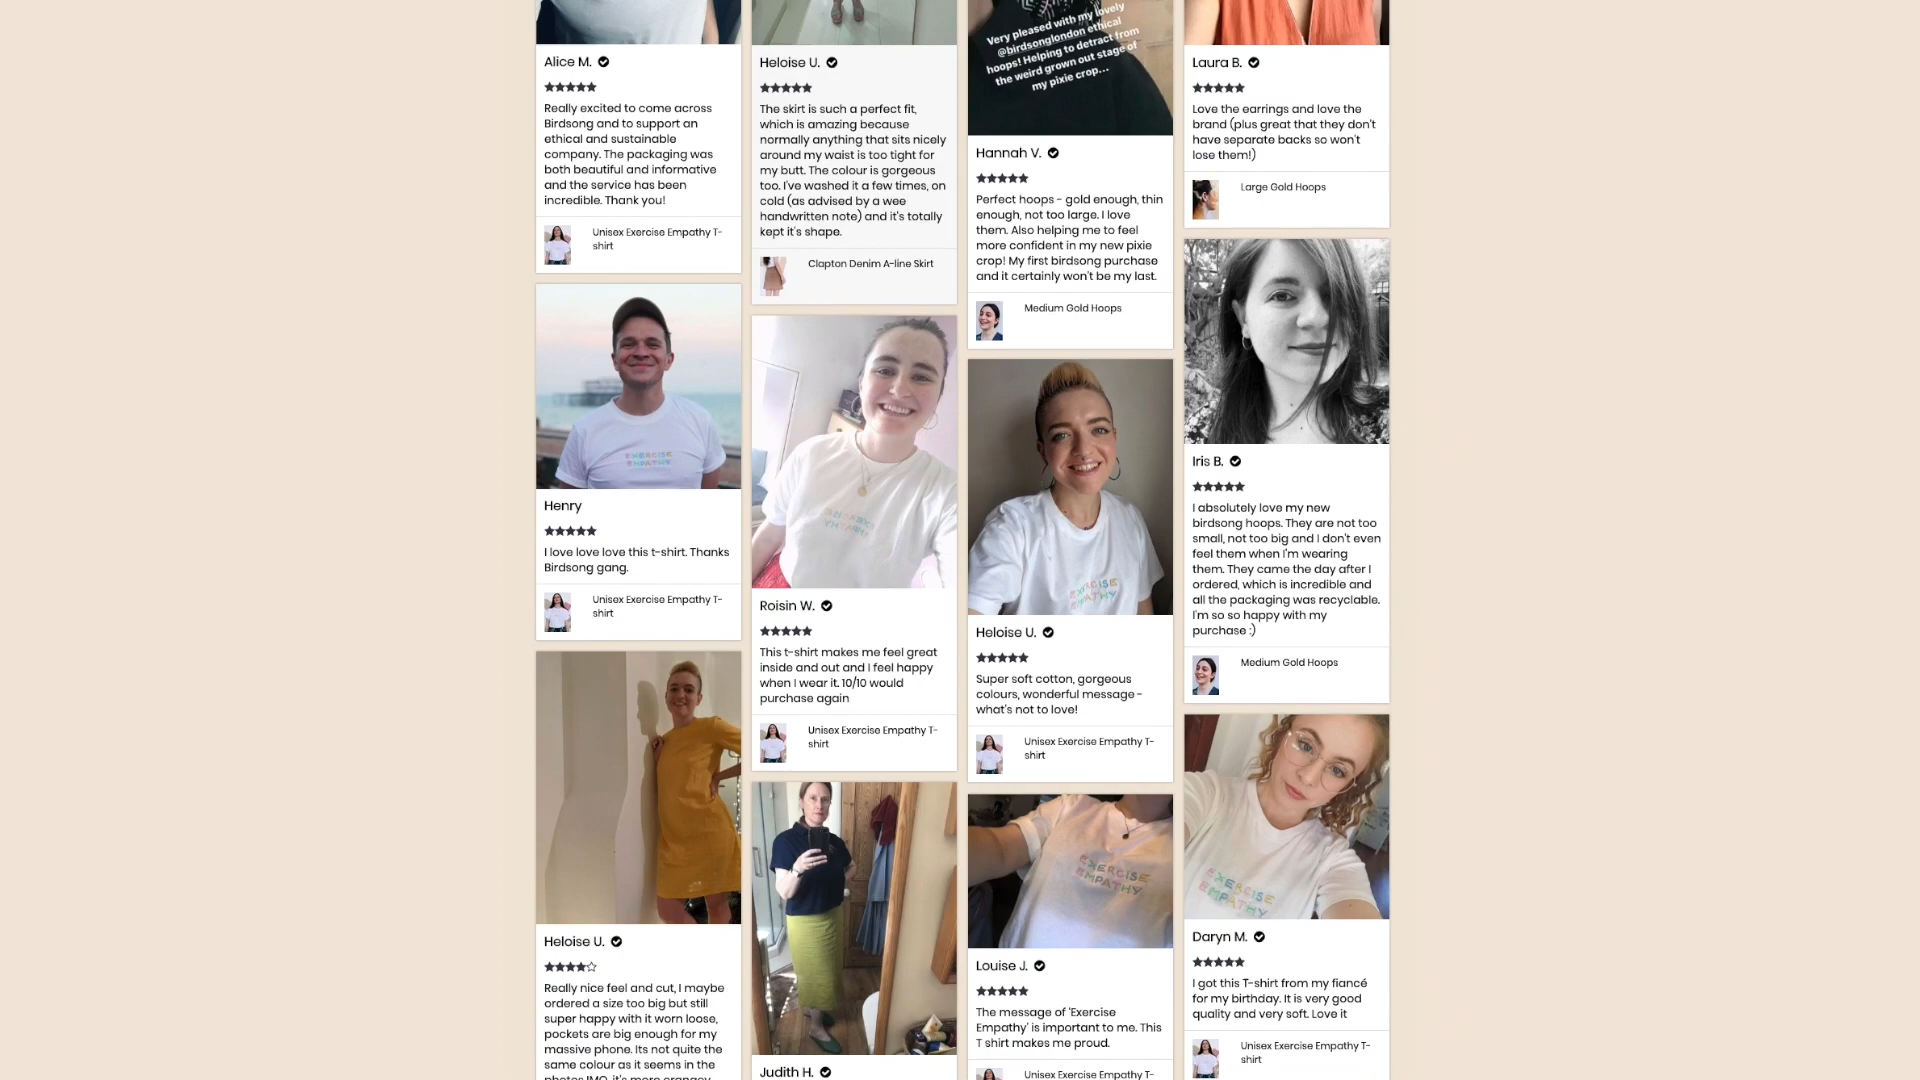 Alice M.
Really excited to come across
Birdsong and to support an
ethical and sustainable
company. The packaging was
both beautiful and informative
and the service has been
incredible. Thank you!
Unisex Exercise Empathy T-
shirt
EXERCISE
EMPATHY
Henry
I love love love this t-shirt. Thanks
Birdsong gang.
Unisex Exercise Empathy T-
shirt
Heloise U.
Really nice feel and cut, I maybe
ordered a size too big but still
super happy with it worn loose,
pockets are big enough for my
massive phone. Its not quite the
same colour as it seems in the
photos IMO, it's more orangey
Heloise U.
The skirt is such a perfect fit,
which is amazing because
normally anything that sits nicely
around my waist is too tight for
my butt. The colour is gorgeous
too. I've washed it a few times, on
cold (as advised by a wee
handwritten note) and it's totally
kept it's shape.
Clapton Denim A-line Skirt
EXERCISE
EMPATHY
Roisin W.
This t-shirt makes me feel great
inside and out and I feel happy
when I wear it. 10/10 would
purchase again
Unisex Exercise Empathy T-
shirt
Judith H.
Very pleased with my lovely
@birdsonglondon ethical
hoops! Helping to detract from
the weird grown out stage of
my pixie crop...
Hannah V.
Perfect hoops - gold enough, thin
enough, not too large. I love
them. Also helping me to feel
more confident in my new pixie
crop! My first birdsong purchase
and it certainly won't be my last.
Medium Gold Hoops
EXERCISE
EMPATHY
Heloise U.
Super soft cotton, gorgeous
colours, wonderful message -
what's not to love!
Unisex Exercise Empathy T-
shirt
EXERCISE
EMPATHY
Louise J.
The message of 'Exercise
Empathy' is important to me. This
T shirt makes me proud.
Unisex Exercise Empathy T-
Laura B.
Love the earrings and love the
brand (plus great that they don't
have separate backs so won't
lose them!)
Large Gold Hoops
Iris B.
I absolutely love my new
birdsong hoops. They are not too
small, not too big and I don't even
feel them when I'm wearing
them. They came the day after I
ordered, which is incredible and
all the packaging was recyclable.
I'm so so happy with my
purchase :)
Medium Gold Hoops
EXERCISE
EMPATHY
Daryn M.
I got this T-shirt from my fiancé
for my birthday. It is very good
quality and very soft. Love it
Unisex Exercise Empathy T-
shirt